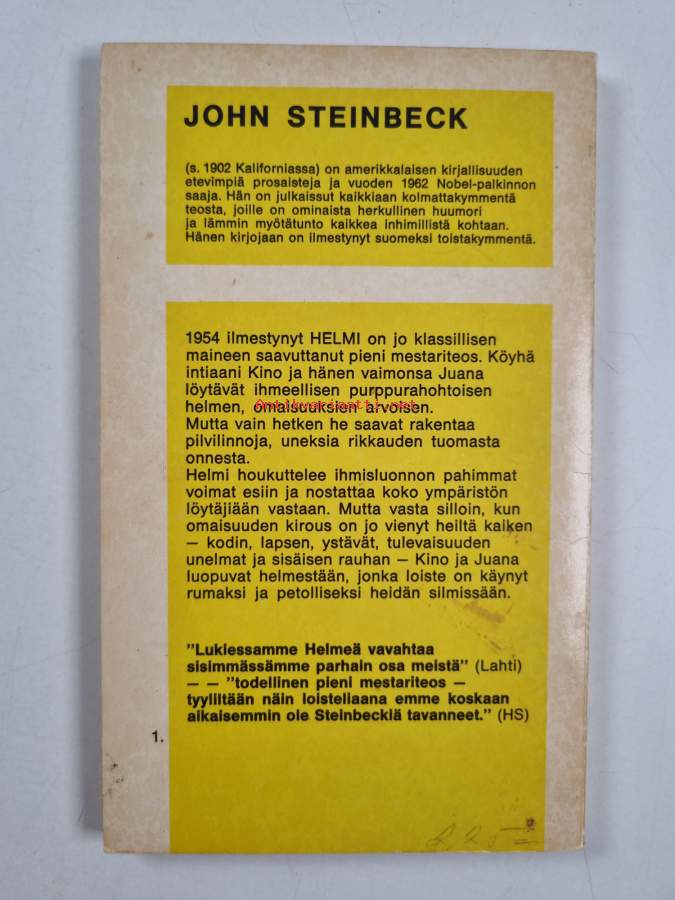 JOHN STEINBECK
(s. 1902 Kaliforniassa) on amerikkalaisen kirjallisuuden
etevimpiä prosaisteja ja vuoden 1962 Nobel-palkinnon
saaja. Hän on julkaissut kaikkiaan kolmattakymmentä
teosta, joille on ominaista herkullinen huumori
ja lämmin myötätunto kaikkea inhimillistä kohtaan.
Hänen kirjojaan on ilmestynyt suomeksi toistakymmentä.
1954 ilmestynyt HELMI on jo klassillisen
maineen saavuttanut pieni mestariteos. Köyhä
intiaani Kino ja hänen vaimonsa Juana
löytävät ihmeellisen purppurahohtoisen
helmen, omaisuuksien arvoisen.
Antikvariaatti.net
Mutta vain hetken he saavat rakentaa
pilvilinnoja, uneksia rikkauden tuomasta
onnesta.
Helmi houkuttelee ihmisluonnon pahimmat
voimat esiin ja nostattaa koko ympäristön
löytäjiään vastaan. Mutta vasta silloin, kun
omaisuuden kirous on jo vienyt heiltä kaiken
— kodin, lapsen, ystävät, tulevaisuuden
unelmat ja sisäisen rauhan — Kino ja Juana
luopuvat helmestään, jonka loiste on käynyt
rumaksi ja petolliseksi heidän silmissään.
"Lukiessamme Helmeä vavahtaa
sisimmässämme parhain osa meistä" (Lahti)
— — "todellinen pieni mestariteos —
tyyliltään näin loisteliaana emme koskaan
aikaisemmin ole Steinbeckiä tavanneet." (HS)
1.